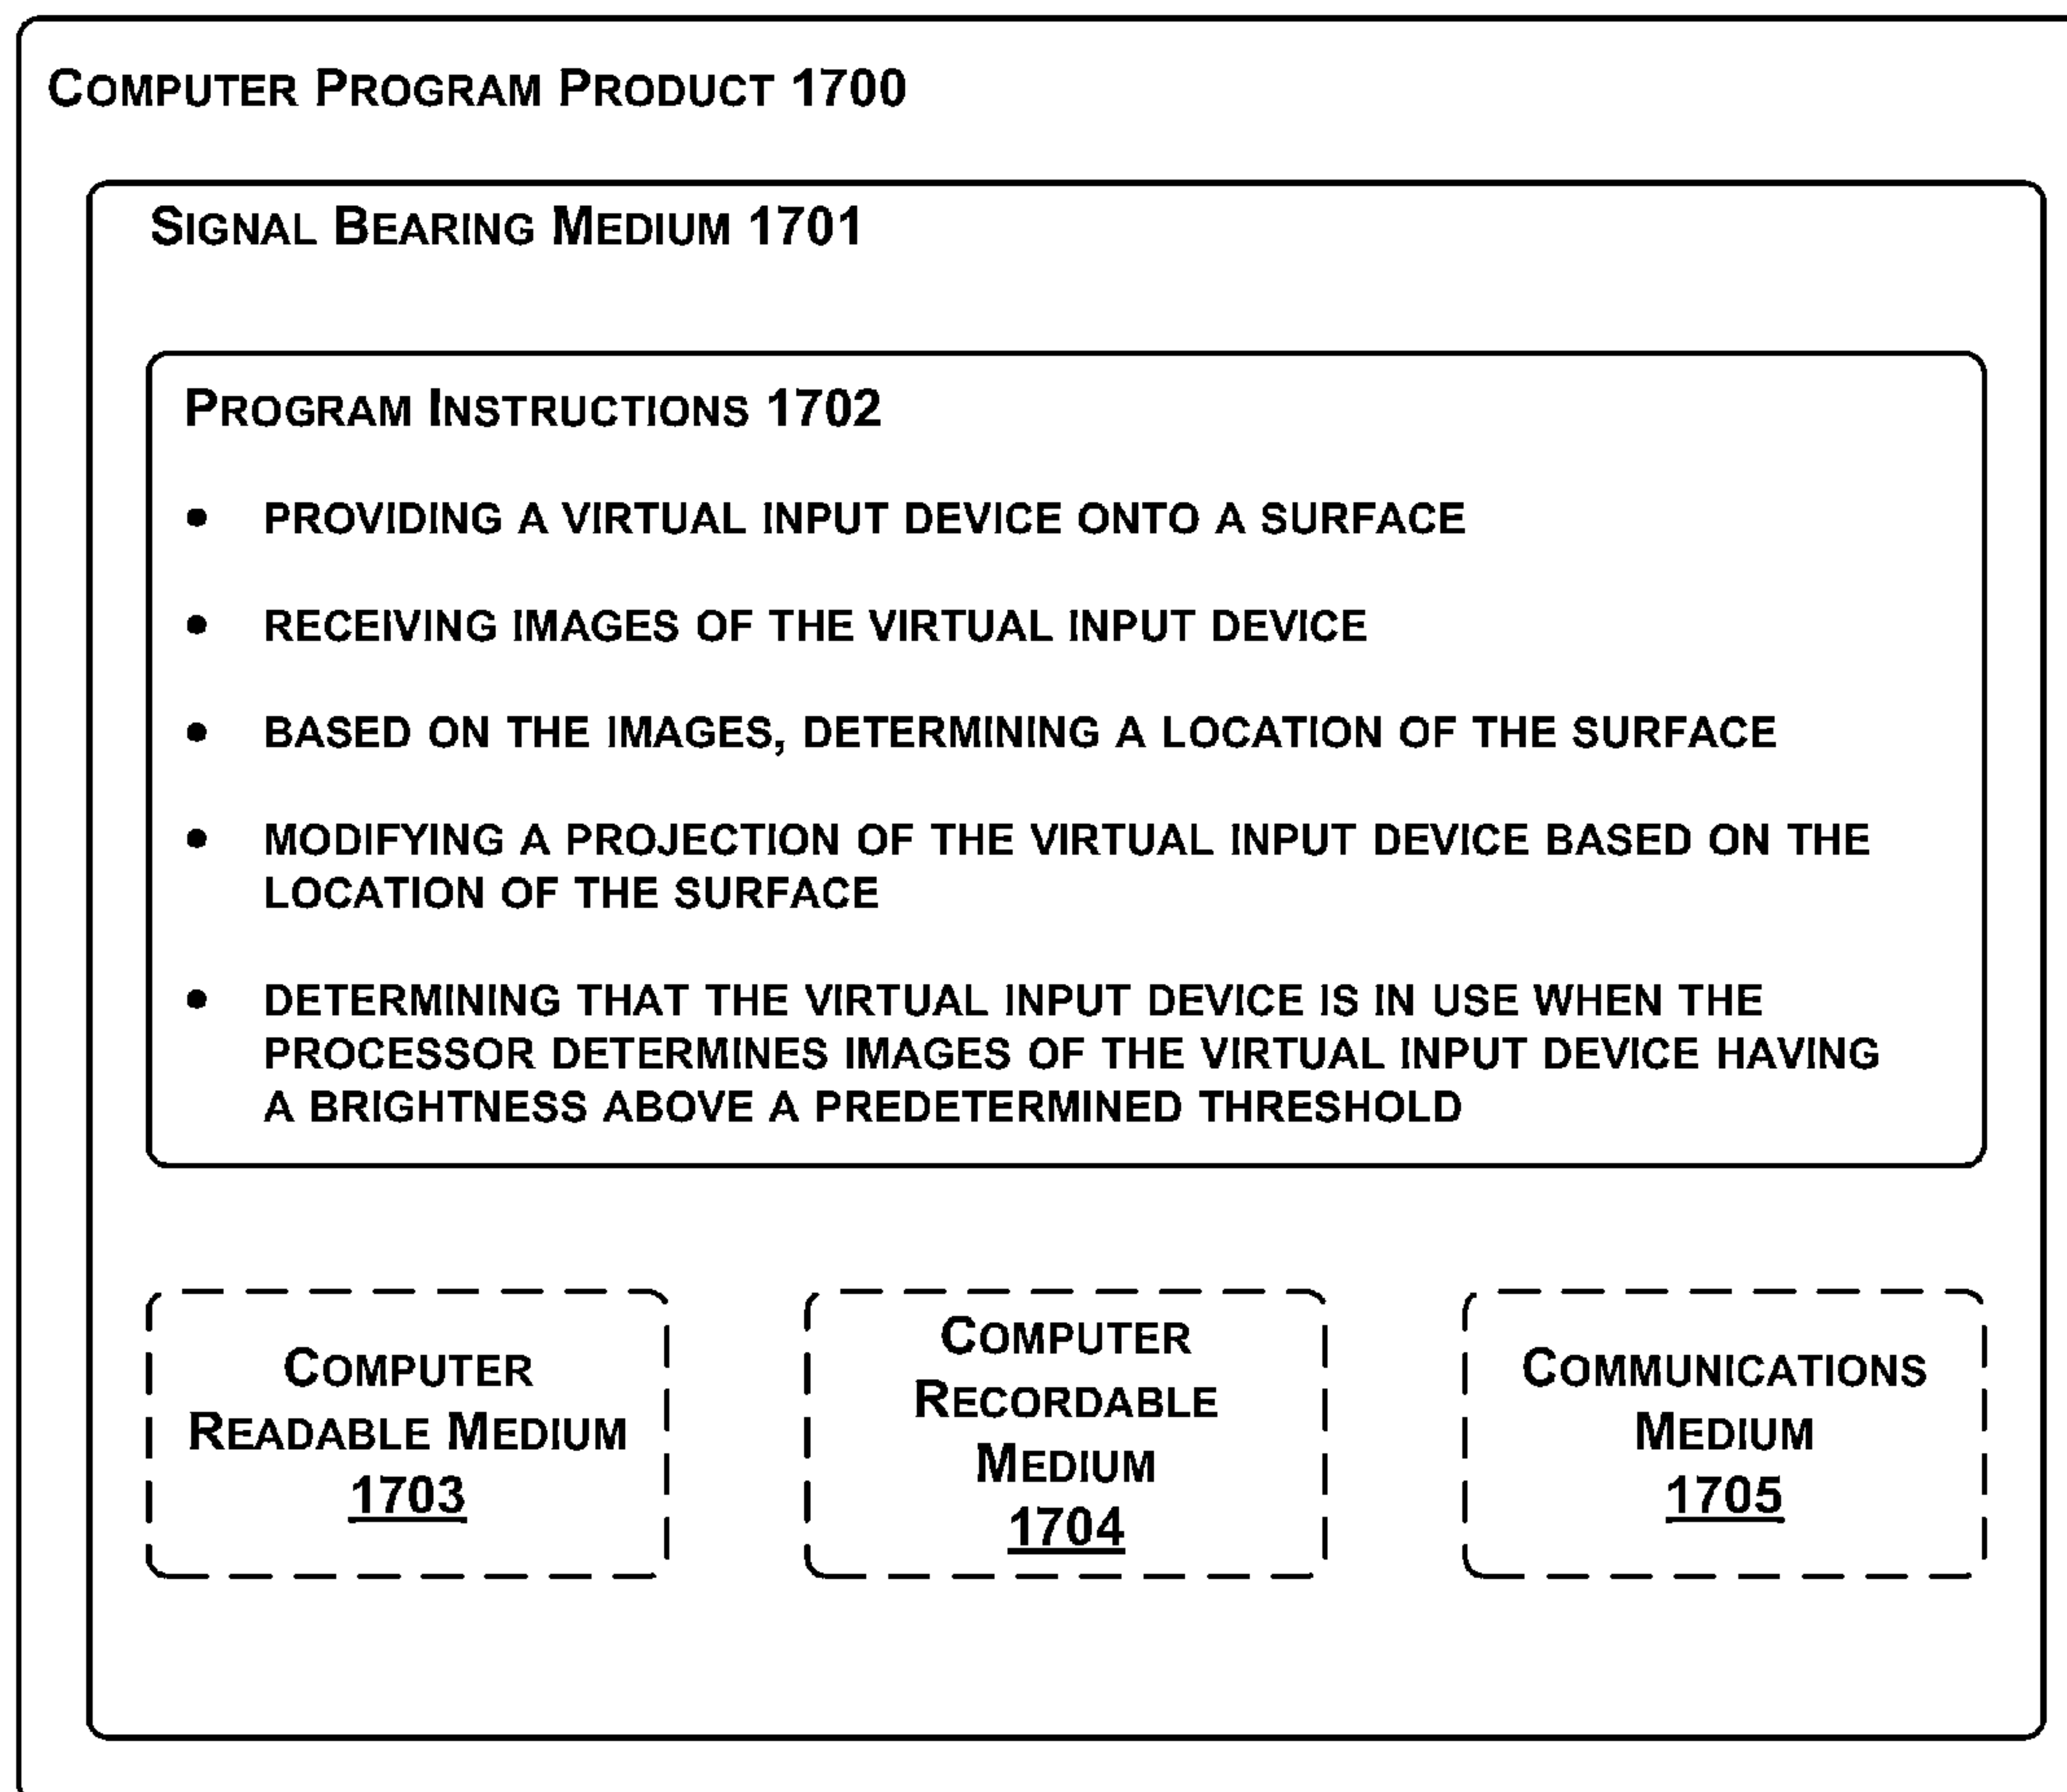 COMPUTER PROGRAM PRODUCT 1700
SIGNAL BEARING MEDIUM 1701
PROGRAM INSTRUCTIONS 1702
• PROVIDING A VIRTUAL INPUT DEVICE ONTO A SURFACE
• RECEIVING IMAGES OF THE VIRTUAL INPUT DEVICE
• BASED ON THE IMAGES, DETERMINING A LOCATION OF THE SURFACE
• MODIFYING A PROJECTION OF THE VIRTUAL INPUT DEVICE BASED ON THE
LOCATION OF THE SURFACE
• DETERMINING THAT THE VIRTUAL INPUT DEVICE IS IN USE WHEN THE
PROCESSOR DETERMINES IMAGES OF THE VIRTUAL INPUT DEVICE HAVING
A BRIGHTNESS ABOVE A PREDETERMINED THRESHOLD
COMPUTER
READABLE MEDIUM
1703
COMPUTER
RECORDABLE
MEDIUM
1704
COMMUNICATIONS
MEDIUM
1705